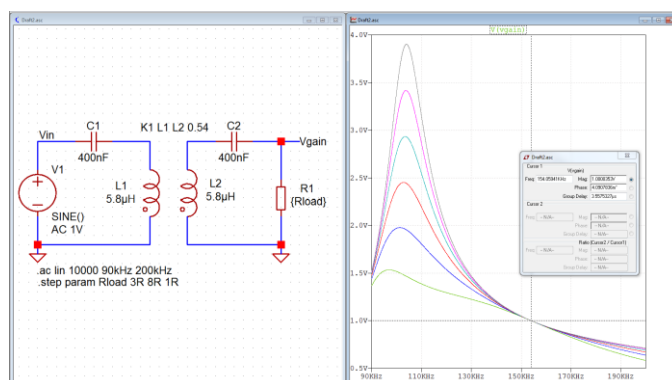 Draft2.asc
C1
K1 L1 L2 0.54
C2
Vin
Vgain
400nF
400nF
V1
L1
L2
R1
5.8µH
5.8µH
{Rload}
SINE()
AC 1V
.ac lin 10000 90kHz 200kHz
.step param Rload 3R 8R 1R
Draft2.asc
V(vgain)
4.0V
3.5V
3.0V
2.5V
2.0V
1.5V
1.0V
0.5V
90KHz
110KHz
130KHz
150KHz
170KHz
190KHz
Draft2.asc
Cursor 1
V(vgain)
Freq:
Mag:
Phase:
Group Delay:
Cursor 2
Freq:
--N/A--
Mag:
--N/A--
Phase:
--N/A--
Group Delay:
--N/A--
Ratio (Cursor2 / Cursor1)
Freq:
--N/A--
Mag:
--N/A--
Phase:
--N/A--
Group Delay:
--N/A--